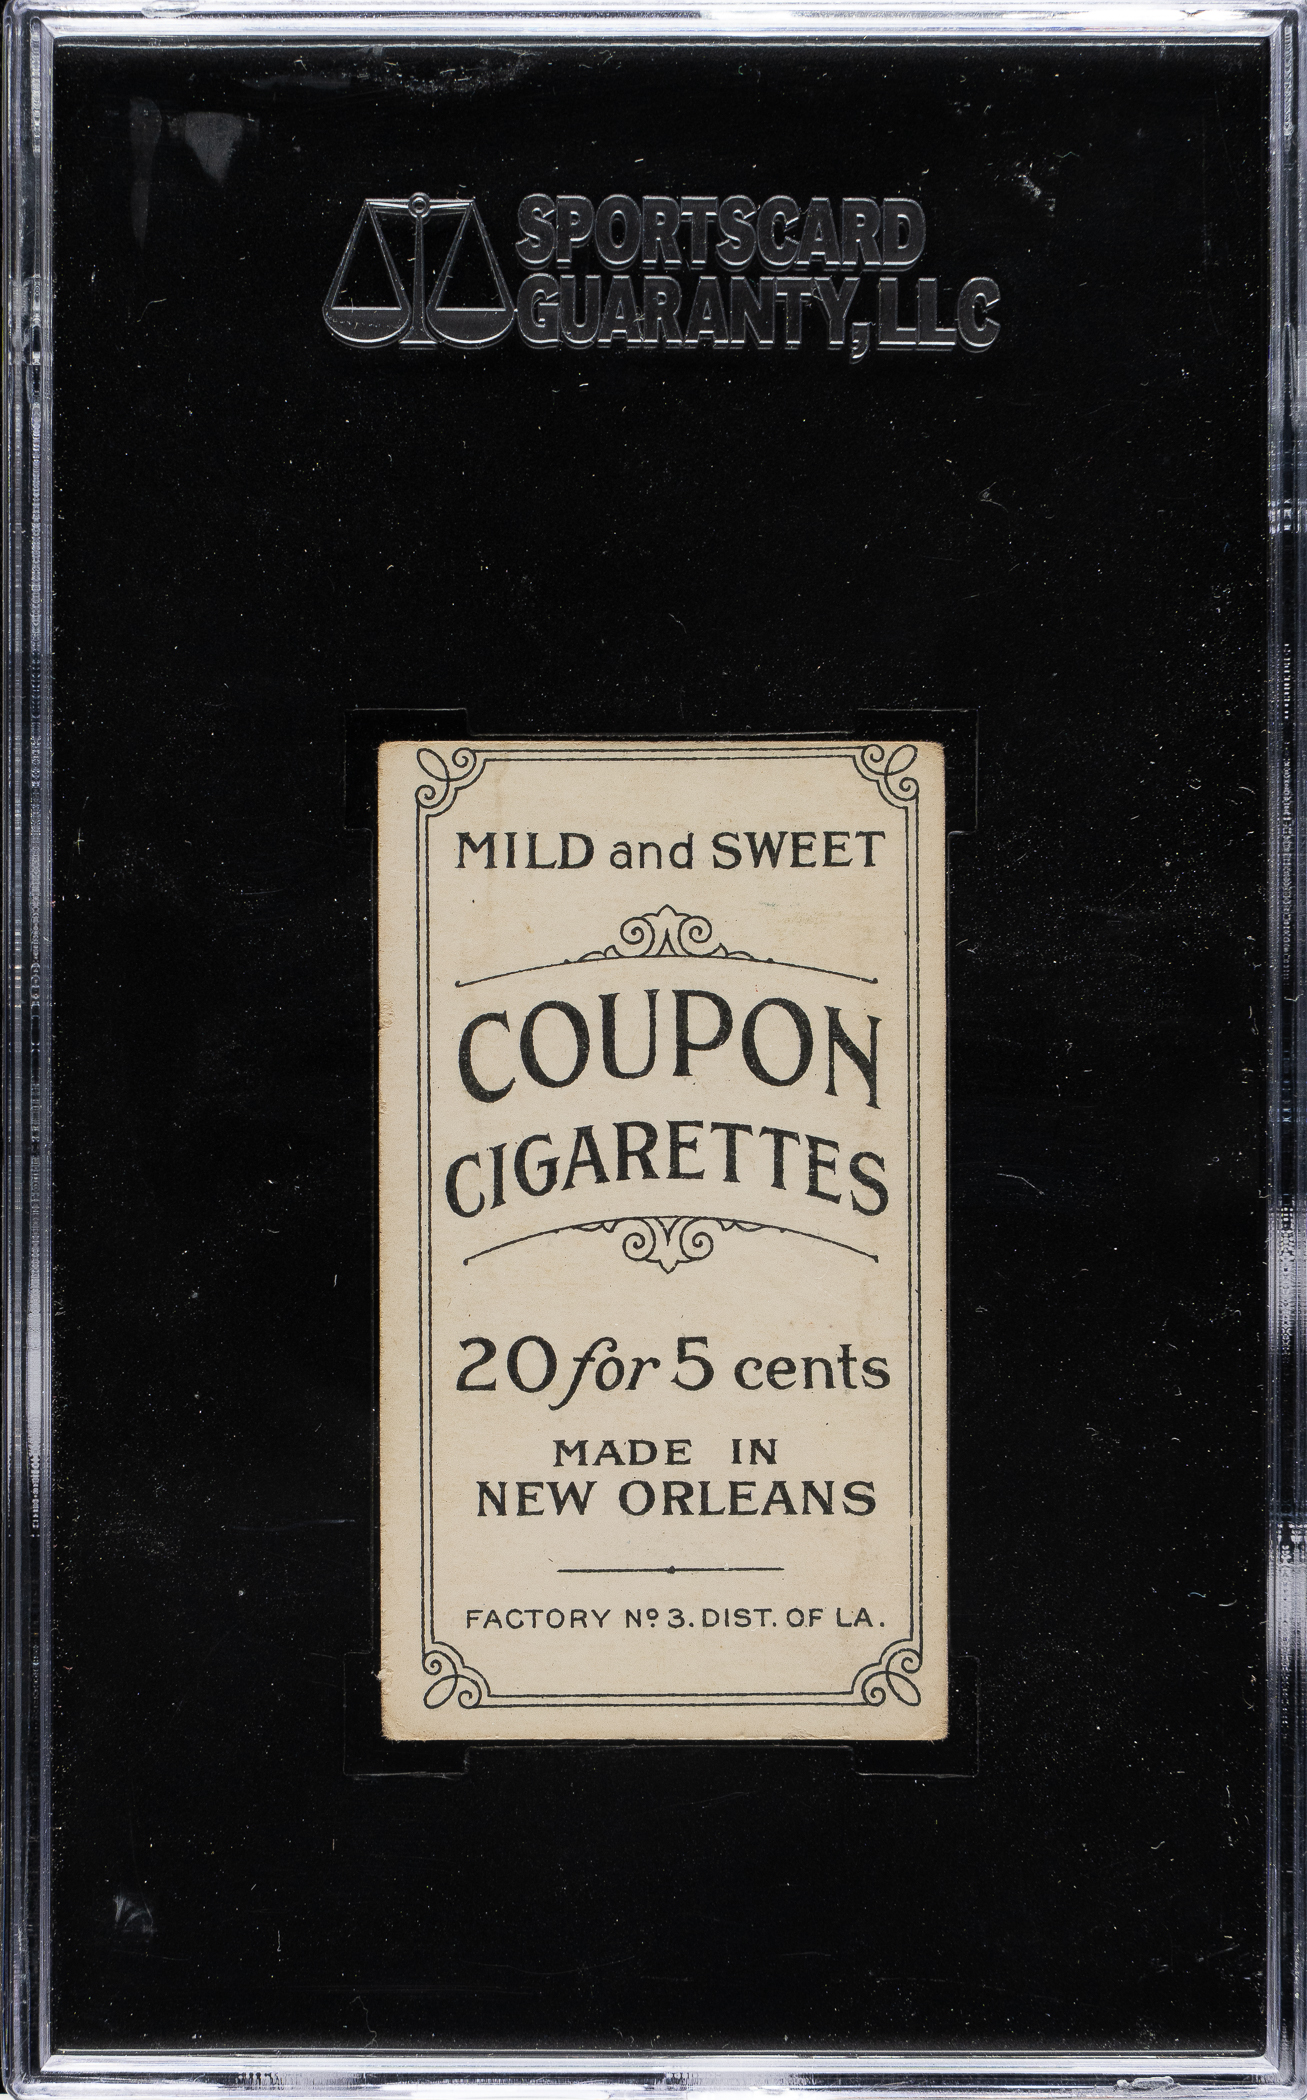 SPORTSCARD
GUARANTY, LLC
MILD and SWEET
COUPON
CIGARETTES
20 for 5 cents
MADE IN
NEW ORLEANS
FACTORY Nº 3. DIST. OF LA.